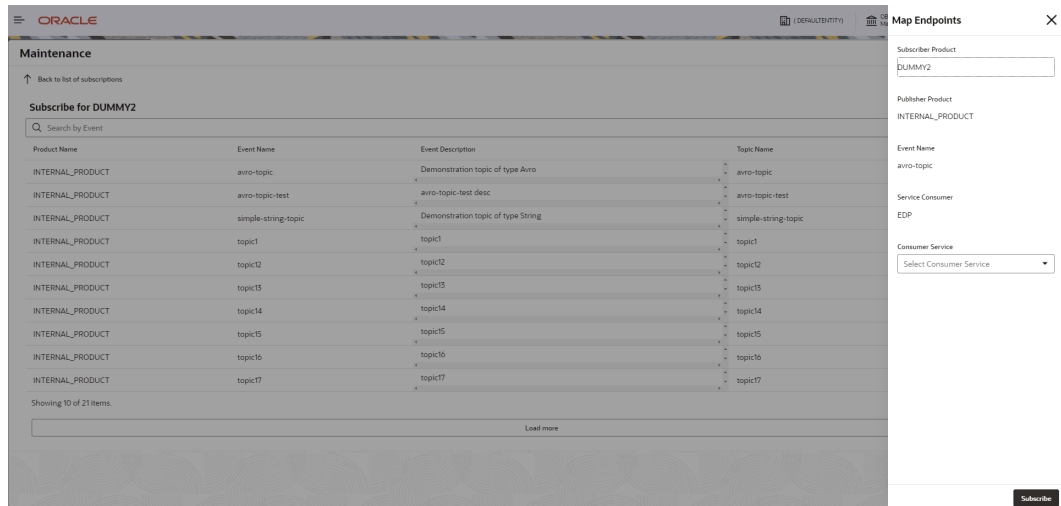 ORACLE
( DEFAULTENTITY)
Maintenance
Back to list of subscriptions
Subscribe for DUMMY2
Search by Event
Product Name Event Name Event Description Topic Name
INTERNAL_PRODUCT avro-topic Demonstration topic of type Avro avro-topic
INTERNAL_PRODUCT avro-topic-test avro-topic-test desc avro-topic-test
INTERNAL_PRODUCT simple-string-topic Demonstration topic of type String simple-string-topic
INTERNAL_PRODUCT topic1 topic1 topic1
INTERNAL_PRODUCT topic12 topic12 topic12
INTERNAL_PRODUCT topic13 topic13 topic13
INTERNAL_PRODUCT topic14 topic14 topic14
INTERNAL_PRODUCT topic15 topic15 topic15
INTERNAL_PRODUCT topic16 topic16 topic16
INTERNAL_PRODUCT topic17 topic17 topic17
Showing 10 of 21 items.
Load more
Map Endpoints
Subscriber Product
DUMMY2
Publisher Product
INTERNAL_PRODUCT
Event Name
avro-topic
Service Consumer
EDP
Consumer Service
Select Consumer Service
Subscribe